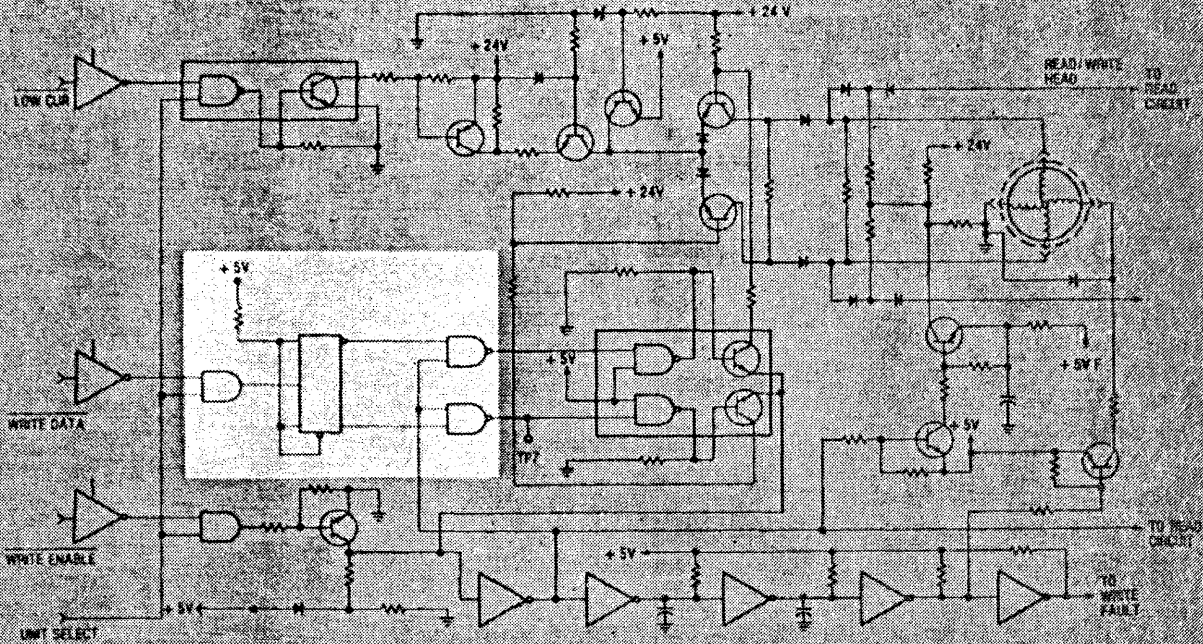 + 24 V
+ 24V
+ 5V
READ/WRITE
HEAD
TO
READ
CIRCUIT
LOW CUR
+ 24V
+ 24V
+ 5V
+ 5V
+ 5V F
WRITE DATA
TP7
+ 5V
WRITE ENABLE
TO READ
CIRCUIT
+ 5V
TO
WRITE
FAULT
+ 5V
UNIT SELECT